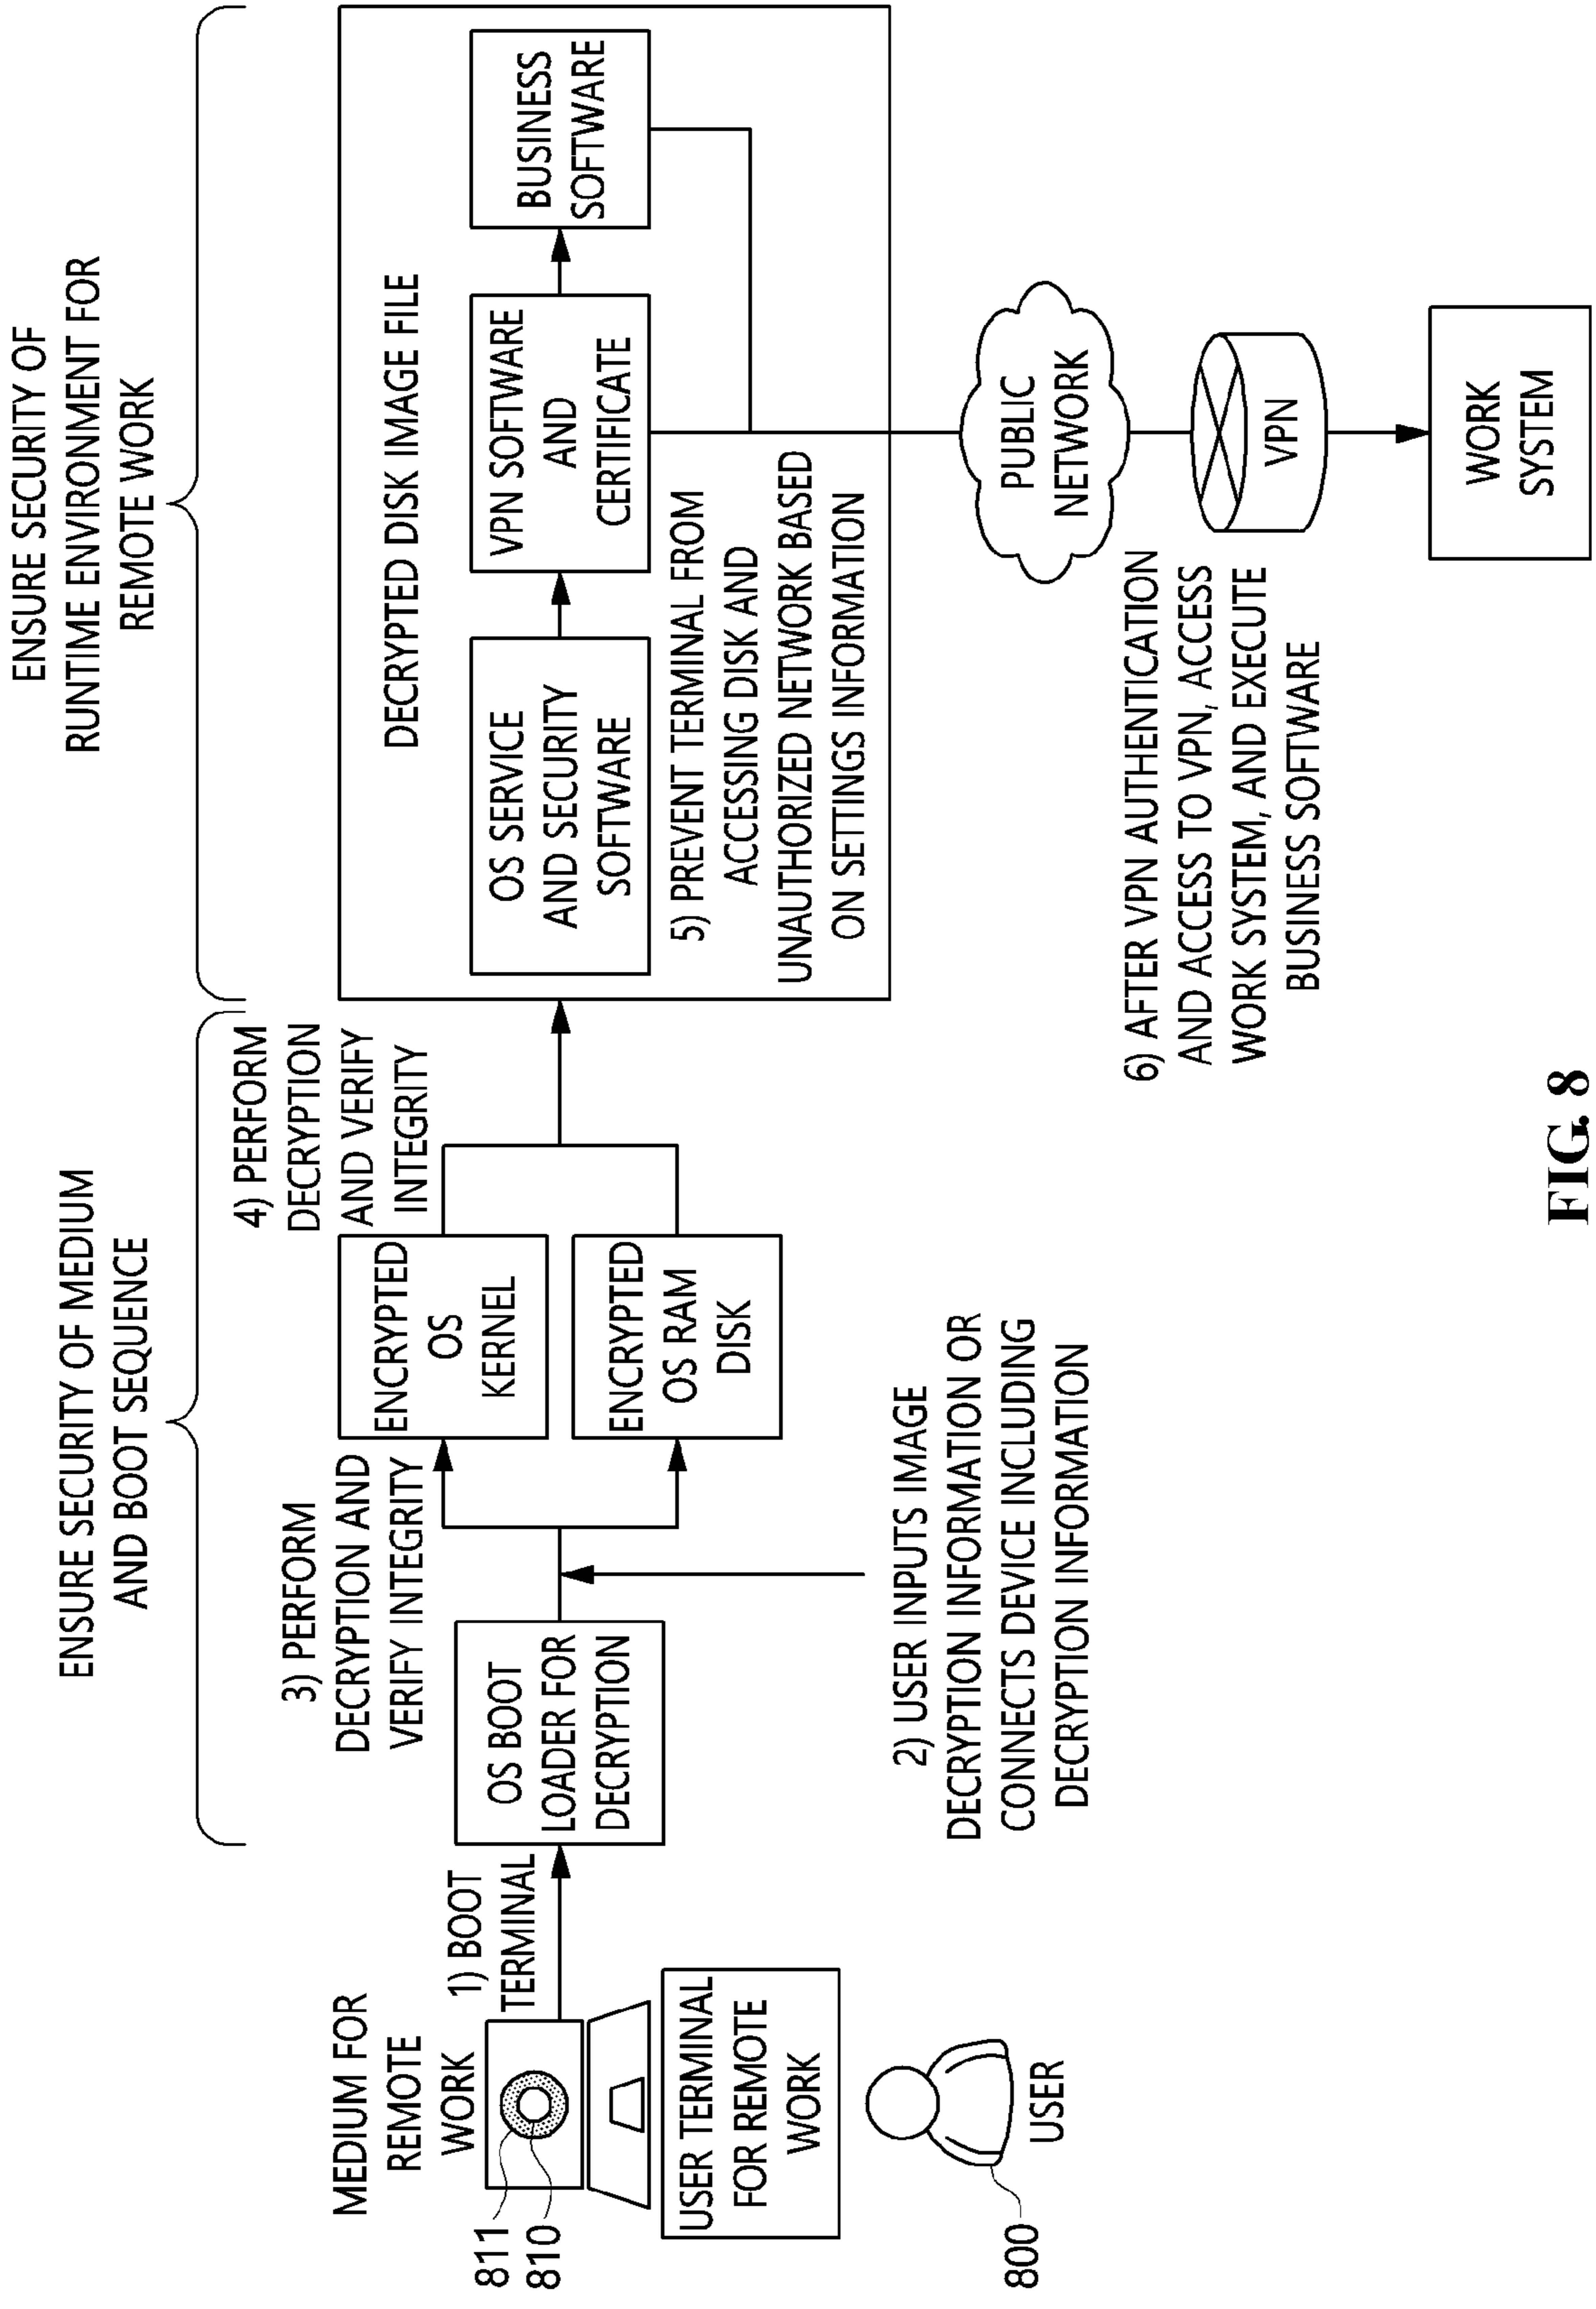 ENSURE SECURITY OF MEDIUM
AND BOOT SEQUENCE
ENSURE SECURITY OF
RUNTIME ENVIRONMENT FOR
REMOTE WORK
MEDIUM FOR
REMOTE
WORK
811
810
1) BOOT
TERMINAL
USER TERMINAL
FOR REMOTE
WORK
800
USER
OS BOOT
LOADER FOR
DECRYPTION
2) USER INPUTS IMAGE
DECRYPTION INFORMATION OR
CONNECTS DEVICE INCLUDING
DECRYPTION INFORMATION
3) PERFORM
DECRYPTION AND
VERIFY INTEGRITY
ENCRYPTED
OS
KERNEL
ENCRYPTED
OS RAM
DISK
4) PERFORM
DECRYPTION
AND VERIFY
INTEGRITY
DECRYPTED DISK IMAGE FILE
OS SERVICE
AND SECURITY
SOFTWARE
VPN SOFTWARE
AND
CERTIFICATE
BUSINESS
SOFTWARE
5) PREVENT TERMINAL FROM
ACCESSING DISK AND
UNAUTHORIZED NETWORK BASED
ON SETTINGS INFORMATION
PUBLIC
NETWORK
VPN
WORK
SYSTEM
6) AFTER VPN AUTHENTICATION
AND ACCESS TO VPN, ACCESS
WORK SYSTEM, AND EXECUTE
BUSINESS SOFTWARE
FIG. 8